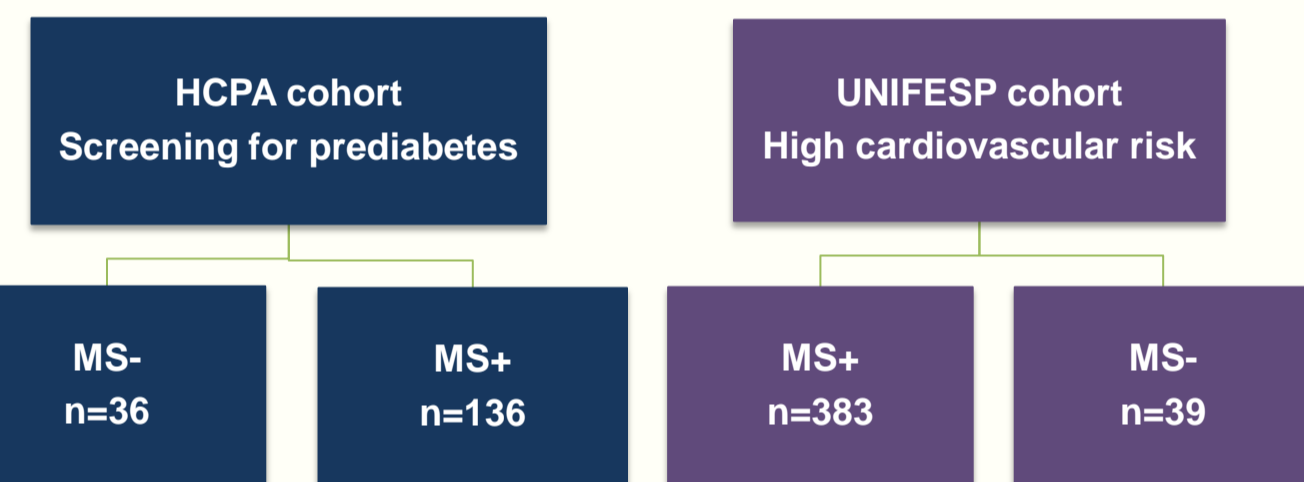 HCPA cohort
Screening for prediabetes
UNIFESP cohort
High cardiovascular risk
MS-
n=36
MS+
n=136
MS+
n=383
MS-
n=39